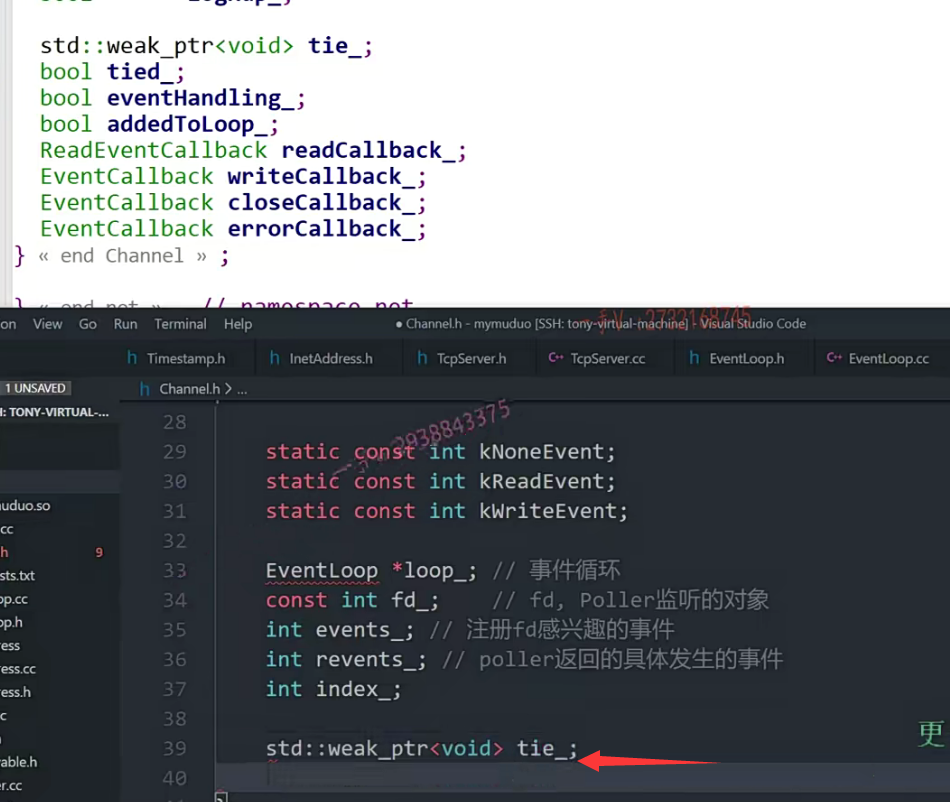 std::weak_ptr<void> tie_;
bool tied_;
bool eventHandling_;
bool addedToLoop_;
ReadEventCallback readCallback_;
EventCallback writeCallback_;
EventCallback closeCallback_;
EventCallback errorCallback_;
} « end Channel » ;
} « end net » // namespace net
on View Go Run Terminal Help ● Channel.h - mymuduo [SSH: tony-virtual-machine] - Visual Studio Code
h Timestamp.h h InetAddress.h h TcpServer.h C++ TcpServer.cc h EventLoop.h C++ EventLoop.cc
1 UNSAVED
h Channel.h > ...
: TONY-VIRTUAL-...
2938843375
28
29 static const int kNoneEvent;
30 static const int kReadEvent;
31 static const int kWriteEvent;
32
33 EventLoop *loop_; // 事件循环
34 const int fd_; // fd, Poller监听的对象
35 int events_; // 注册fd感兴趣的事件
36 int revents_; // poller返回的具体发生的事件
37 int index_;
38
39 std::weak_ptr<void> tie_;
40
uduo.so
cc
h 9
sts.txt
op.cc
op.h
ress
ess.cc
ess.h
c
able.h
er.cc
更